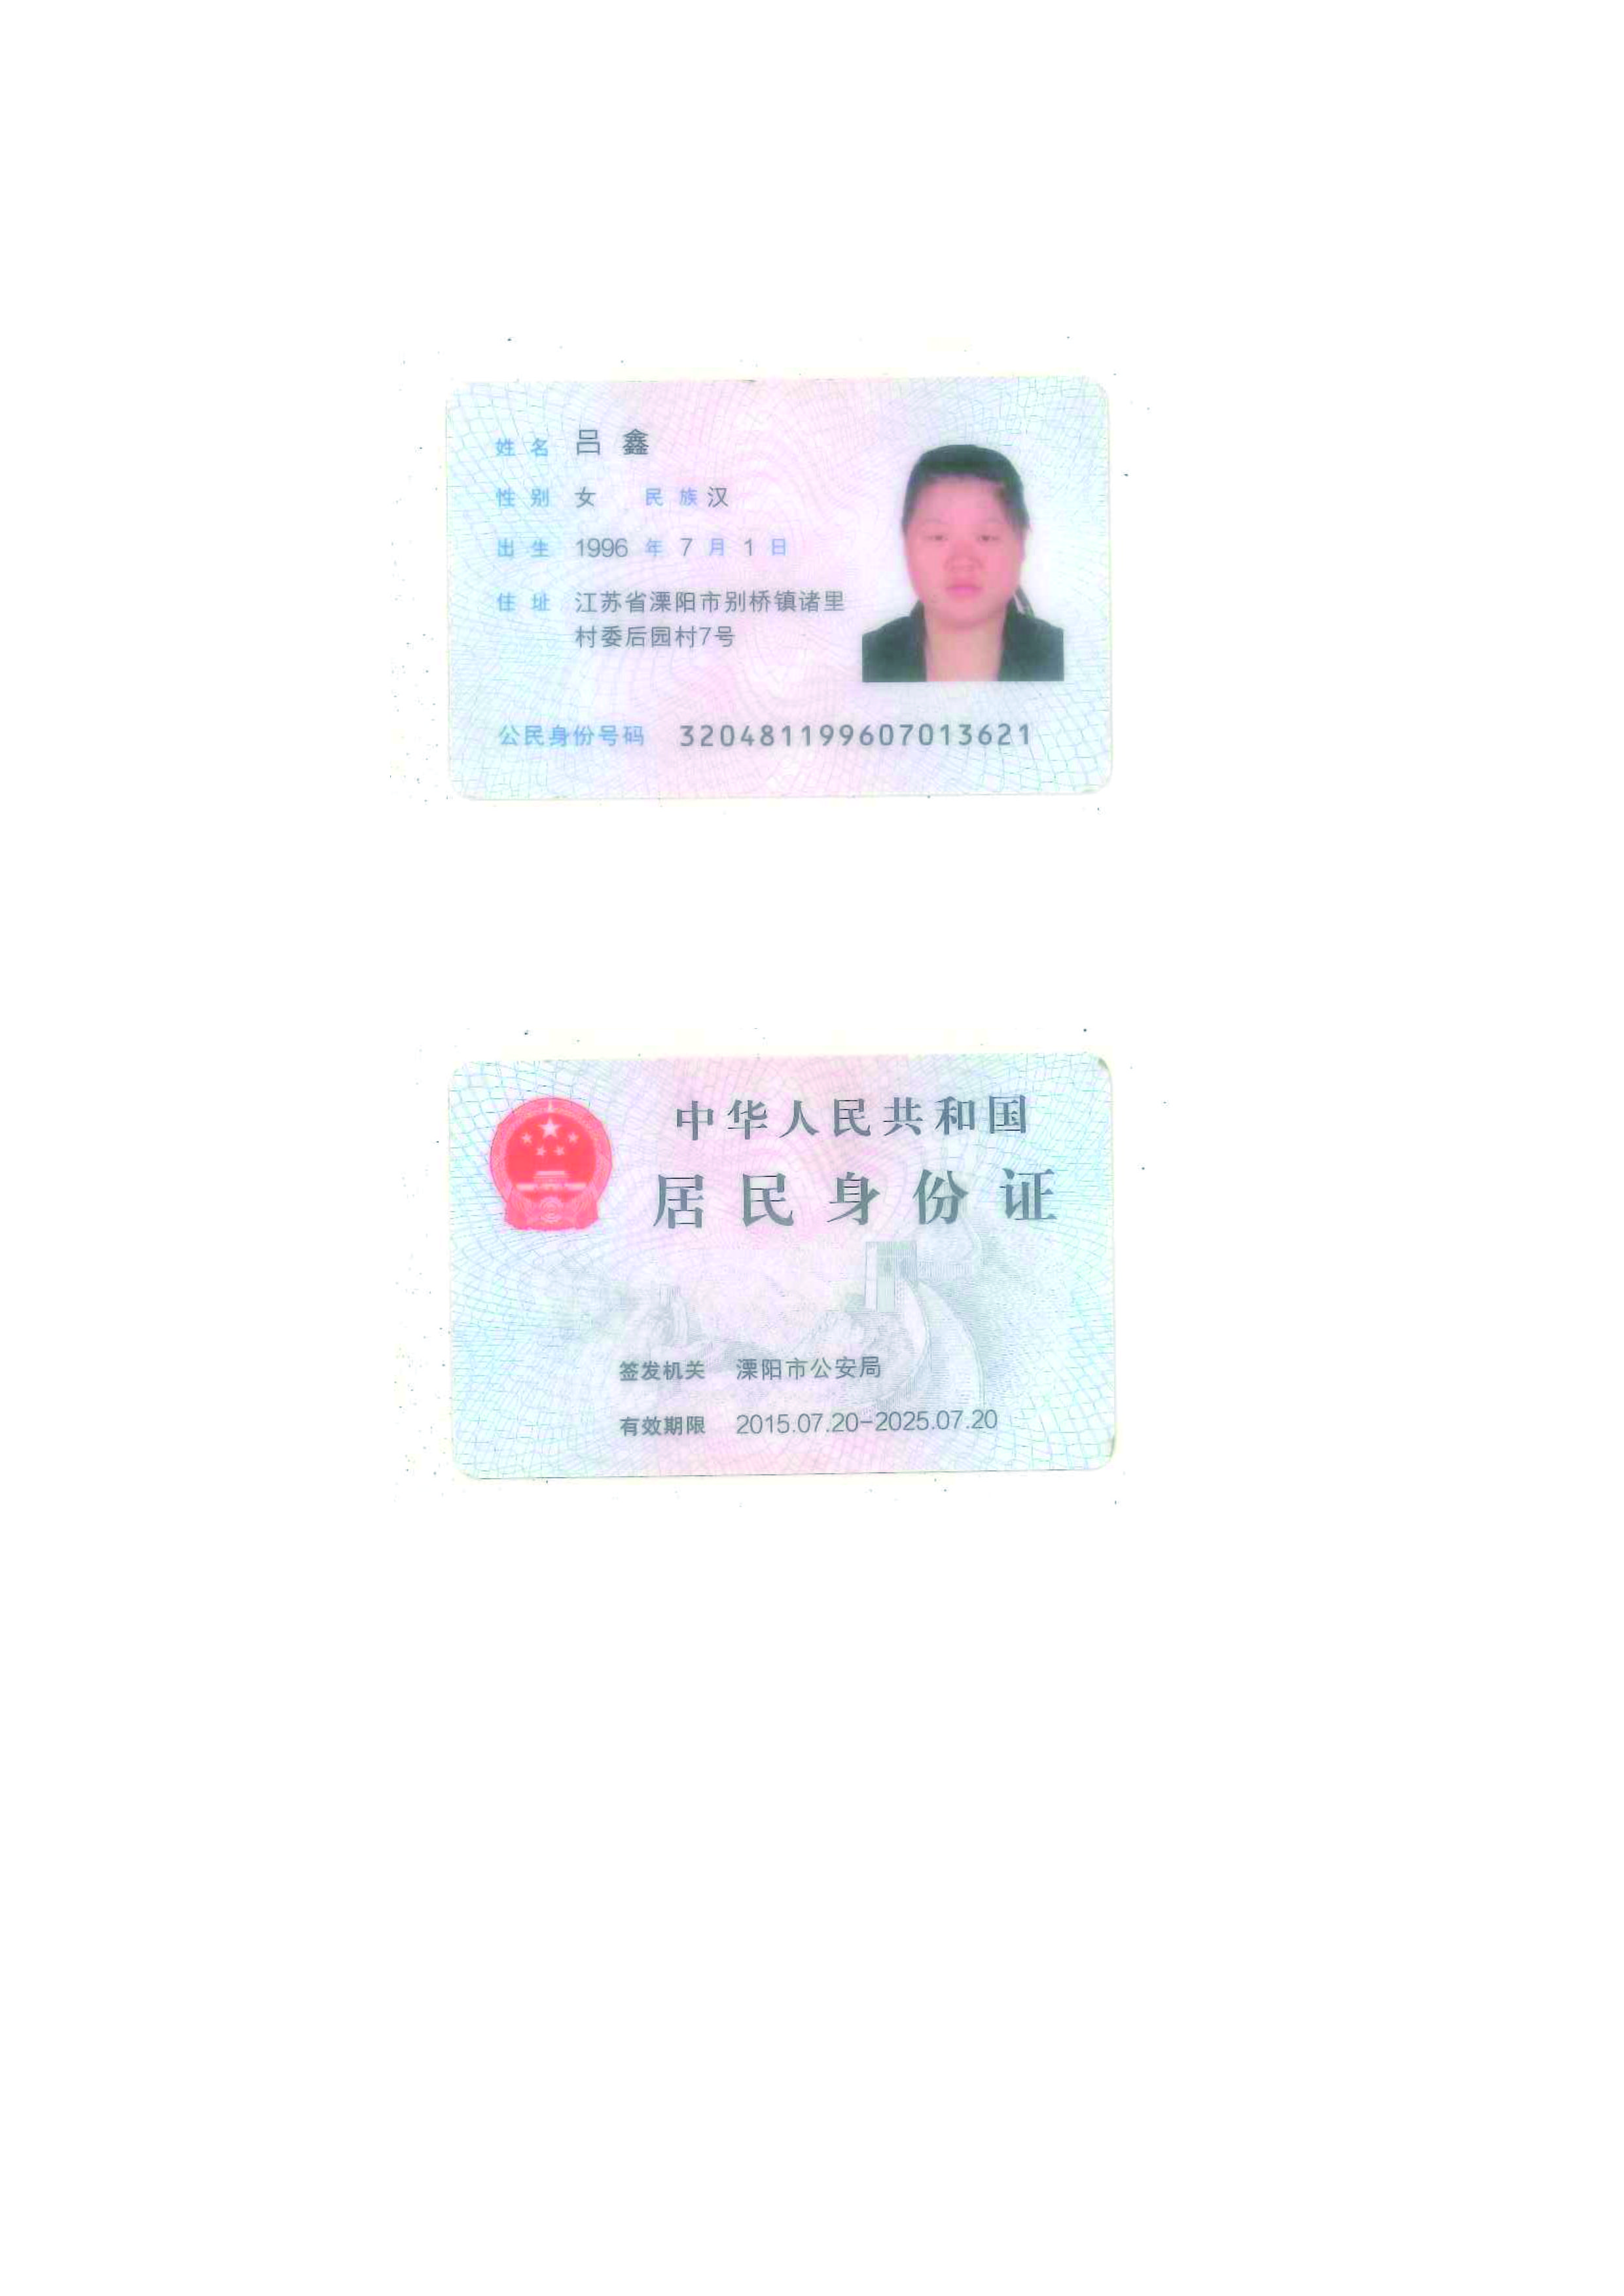 姓名 吕鑫
性别 女 民族 汉
出生 1996 年 7 月 1 日
住址 江苏省溧阳市别桥镇诸里
村委后园村7号
公民身份号码 320481199607013621
中华人民共和国
居民身份证
签发机关 溧阳市公安局
有效期限 2015.07.20-2025.07.20